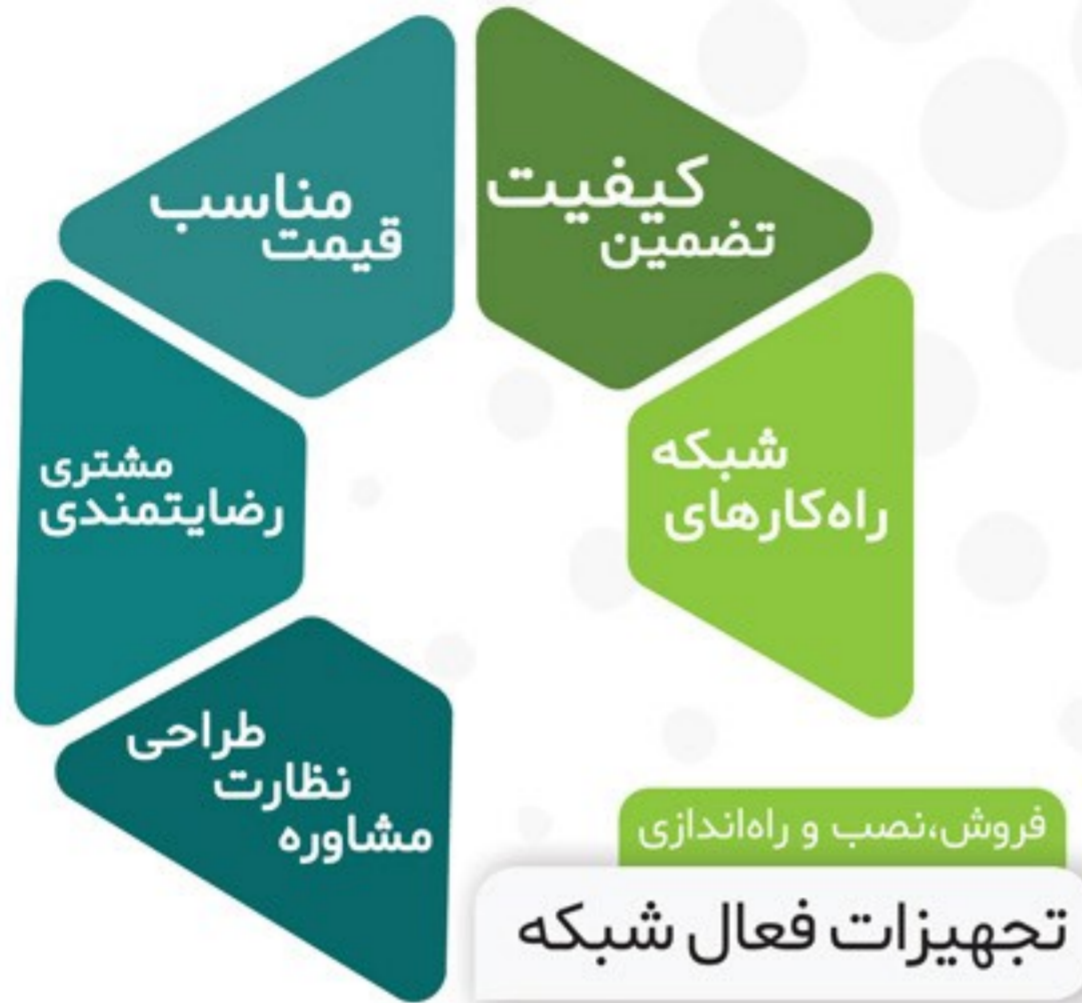 کیفیت
تضمین
مناسب
قیمت
شبکه
راه‌کارهای
مشتری
رضایتمندی
طراحی
نظارت
مشاوره
فروش،نصب و راه‌اندازی
تجهیزات فعال شبکه